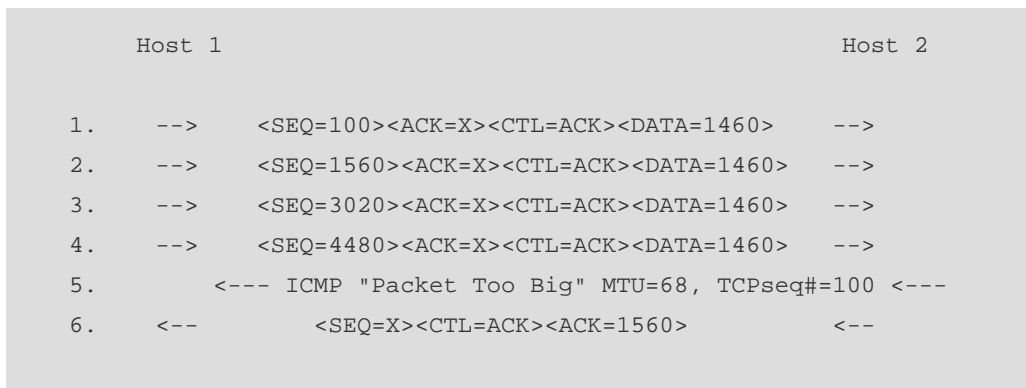 Host 1 Host 2
1. --> <SEQ=100><ACK=X><CTL=ACK><DATA=1460> -->
2. --> <SEQ=1560><ACK=X><CTL=ACK><DATA=1460> -->
3. --> <SEQ=3020><ACK=X><CTL=ACK><DATA=1460> -->
4. --> <SEQ=4480><ACK=X><CTL=ACK><DATA=1460> -->
5. <--- ICMP "Packet Too Big" MTU=68, TCPseq#=100 <---
6. <-- <SEQ=X><CTL=ACK><ACK=1560> <--